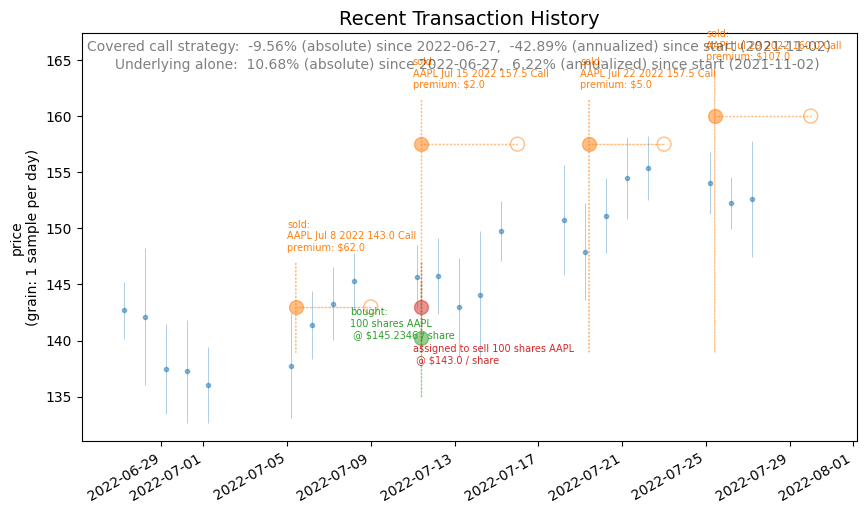 Recent Transaction History
Covered call strategy:  -9.56% (absolute) since 2022-06-27,  -42.89% (annualized) since start (2021-11-02)
Underlying alone:  10.68% (absolute) since 2022-06-27,  6.22% (annualized) since start (2021-11-02)
sold:
AAPL Jul 8 2022 143.0 Call
premium: $62.0
sold:
AAPL Jul 15 2022 157.5 Call
premium: $2.0
sold:
AAPL Jul 22 2022 157.5 Call
premium: $5.0
sold:
AAPL Jul 160.0 Call
premium: $107.0
bought:
100 shares AAPL
@ $145.2346 / share
assigned to sell 100 shares AAPL
@ $143.0 / share
price
(grain: 1 sample per day)
165
160
155
150
145
140
135
2022-06-29
2022-07-01
2022-07-05
2022-07-09
2022-07-13
2022-07-17
2022-07-21
2022-07-25
2022-07-29
2022-08-01